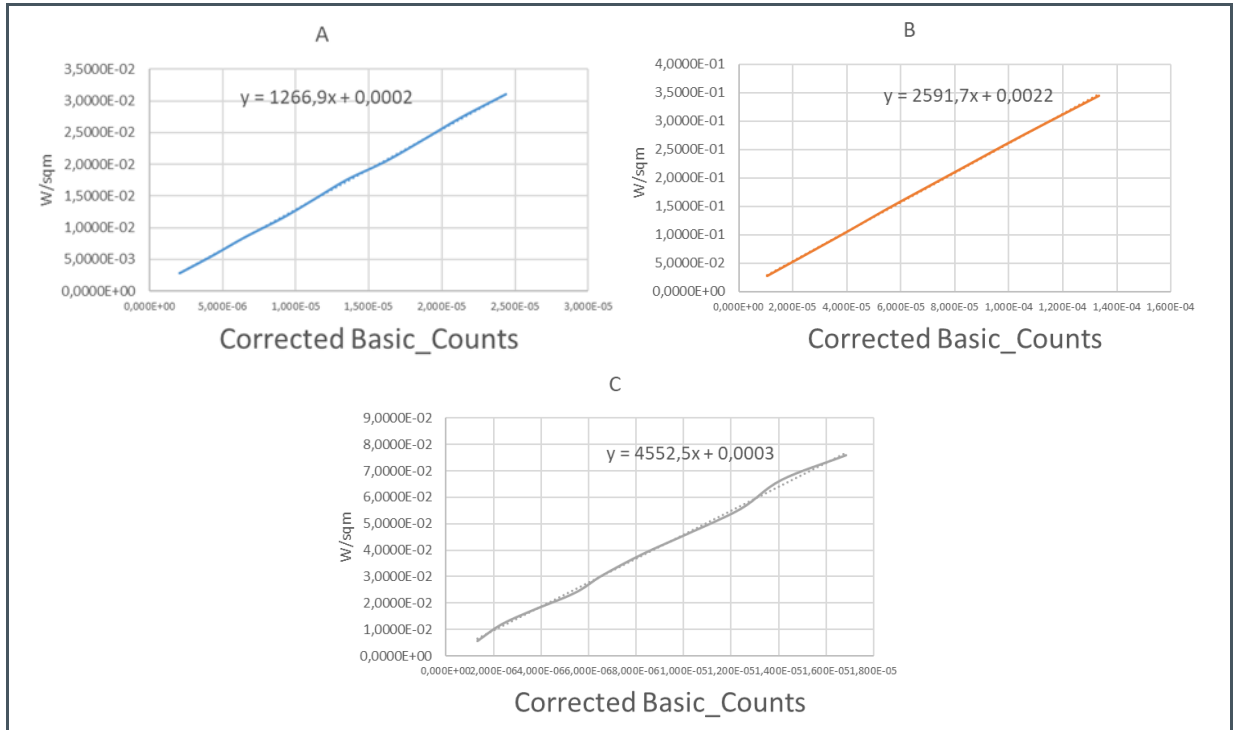 A
3,5000E-02
3,0000E-02
2,5000E-02
2,0000E-02
1,5000E-02
1,0000E-02
5,0000E-03
0,0000E+00
W/sqm
y = 1266,9x + 0,0002
0,000E+00 5,000E-06 1,000E-05 1,500E-05 2,000E-05 2,500E-05 3,000E-05
Corrected Basic_Counts
B
4,0000E-01
3,5000E-01
3,0000E-01
2,5000E-01
2,0000E-01
1,5000E-01
1,0000E-01
5,0000E-02
0,0000E+00
W/sqm
y = 2591,7x + 0,0022
0,000E+00 2,000E-05 4,000E-05 6,000E-05 8,000E-05 1,000E-04 1,200E-04 1,400E-04 1,600E-04
Corrected Basic_Counts
C
9,0000E-02
8,0000E-02
7,0000E-02
6,0000E-02
5,0000E-02
4,0000E-02
3,0000E-02
2,0000E-02
1,0000E-02
0,0000E+00
W/sqm
y = 4552,5x + 0,0003
0,000E+002,000E-064,000E-066,000E-068,000E-061,000E-051,200E-051,400E-051,600E-051,800E-05
Corrected Basic_Counts